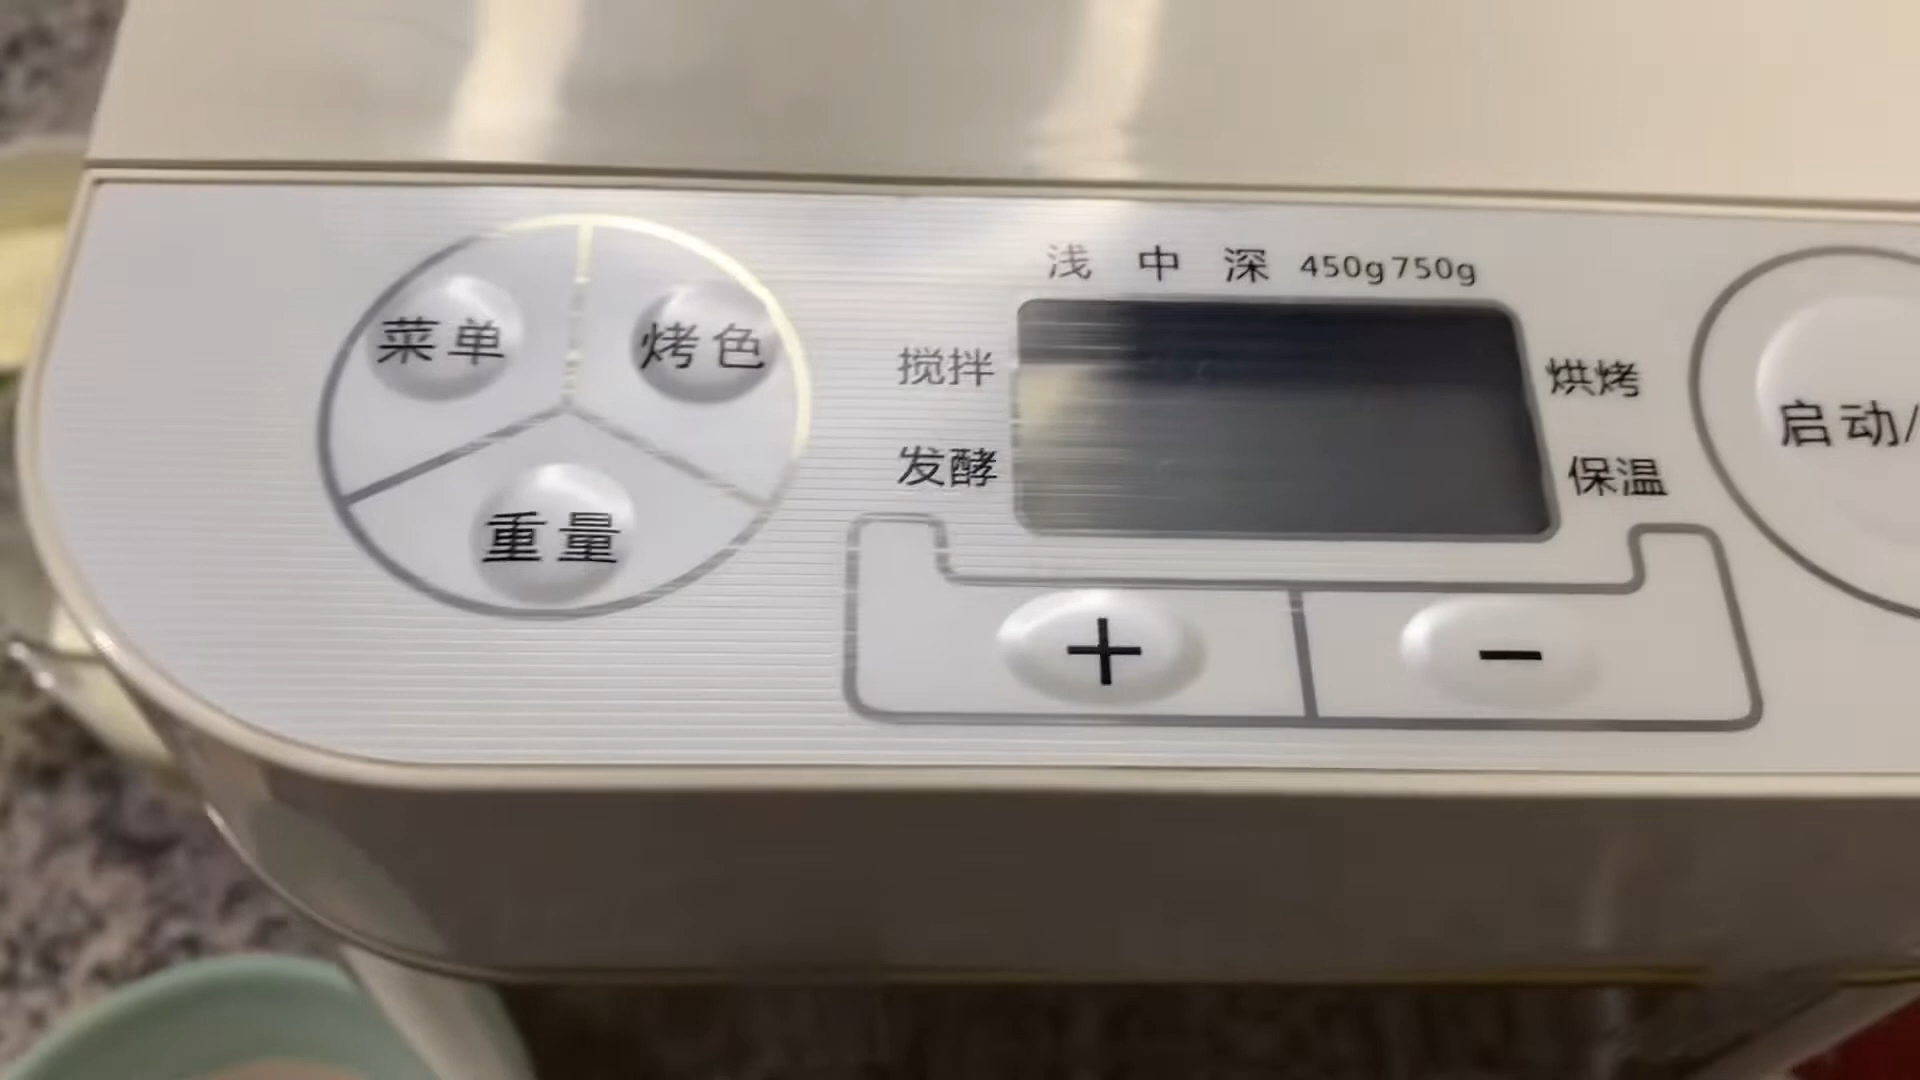 浅 中 深 450g 750g
菜单
烤色
搅拌
烘烤
启动/
发酵
保温
重量
+
−